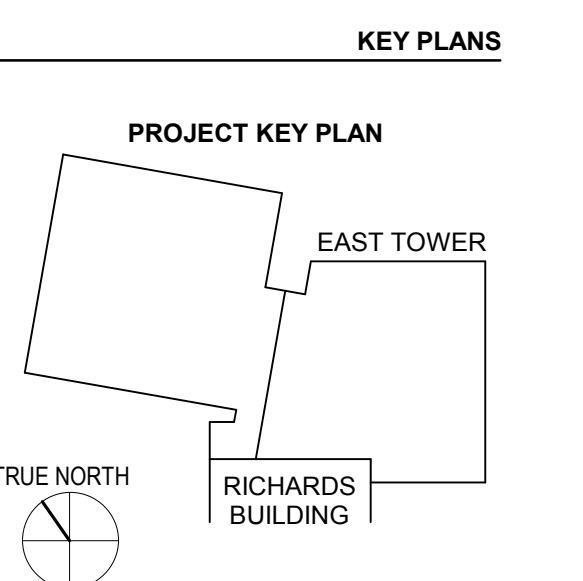 KEY PLANS
PROJECT KEY PLAN
EAST TOWER
TRUE NORTH
RICHARDS
BUILDING